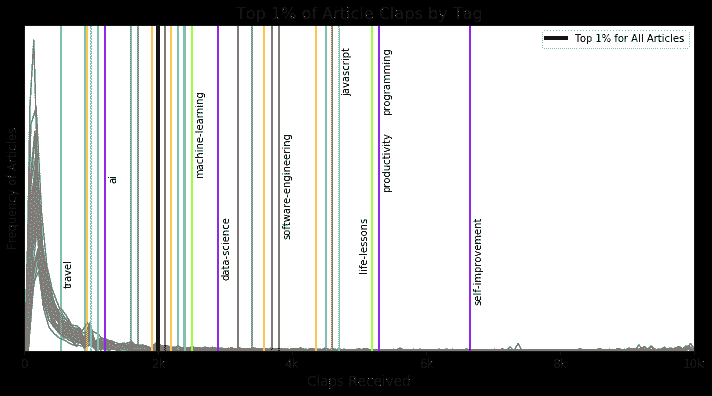 Top 1% of Article Claps by Tag
Top 1% for All Articles
Frequency of Articles
travel
ai
machine-learning
data-science
software-engineering
javascript
life-lessons
programming
productivity
self-improvement
0 2k 4k 6k 8k 10k
Claps Received